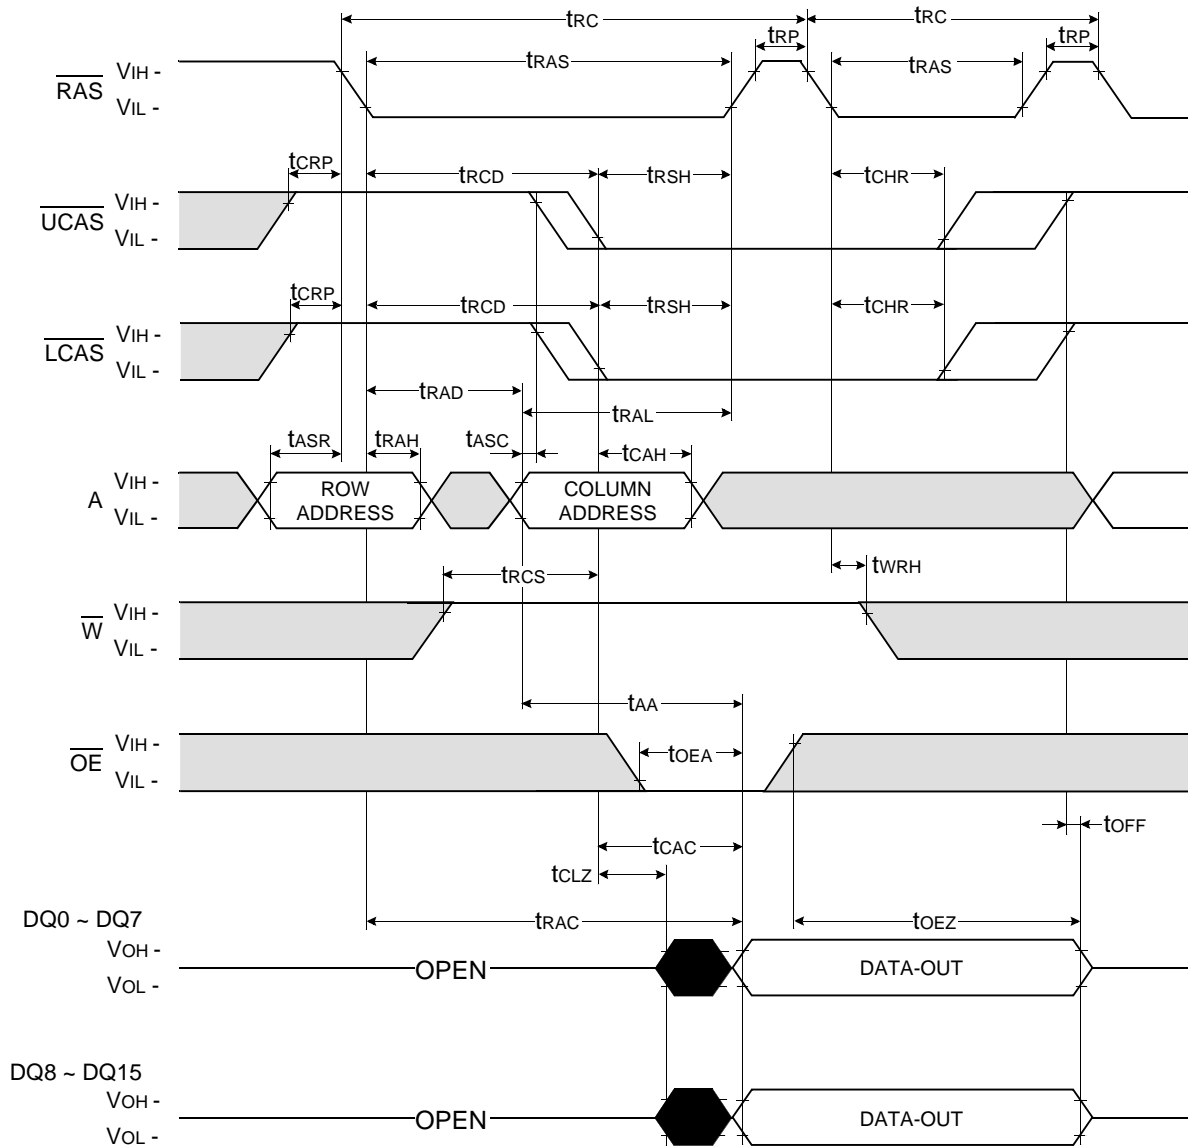 tRC tRC
tRP tRP
tRAS tRAS
RAS VIH -
VIL -
tCRP tRCD tRSH tCHR
UCAS VIH -
VIL -
tCRP tRCD tRSH tCHR
LCAS VIH -
VIL -
tRAD tRAL
tASR tRAH tASC tCAH
A VIH -
VIL -
ROW ADDRESS
COLUMN ADDRESS
tRCS tWRH
W VIH -
VIL -
tAA
OE VIH -
VIL -
tOEA
tOFF
tCAC
tCLZ
DQ0 ~ DQ7 tRAC tOEZ
VOH -
VOL -
OPEN DATA-OUT
DQ8 ~ DQ15
VOH -
VOL -
OPEN DATA-OUT